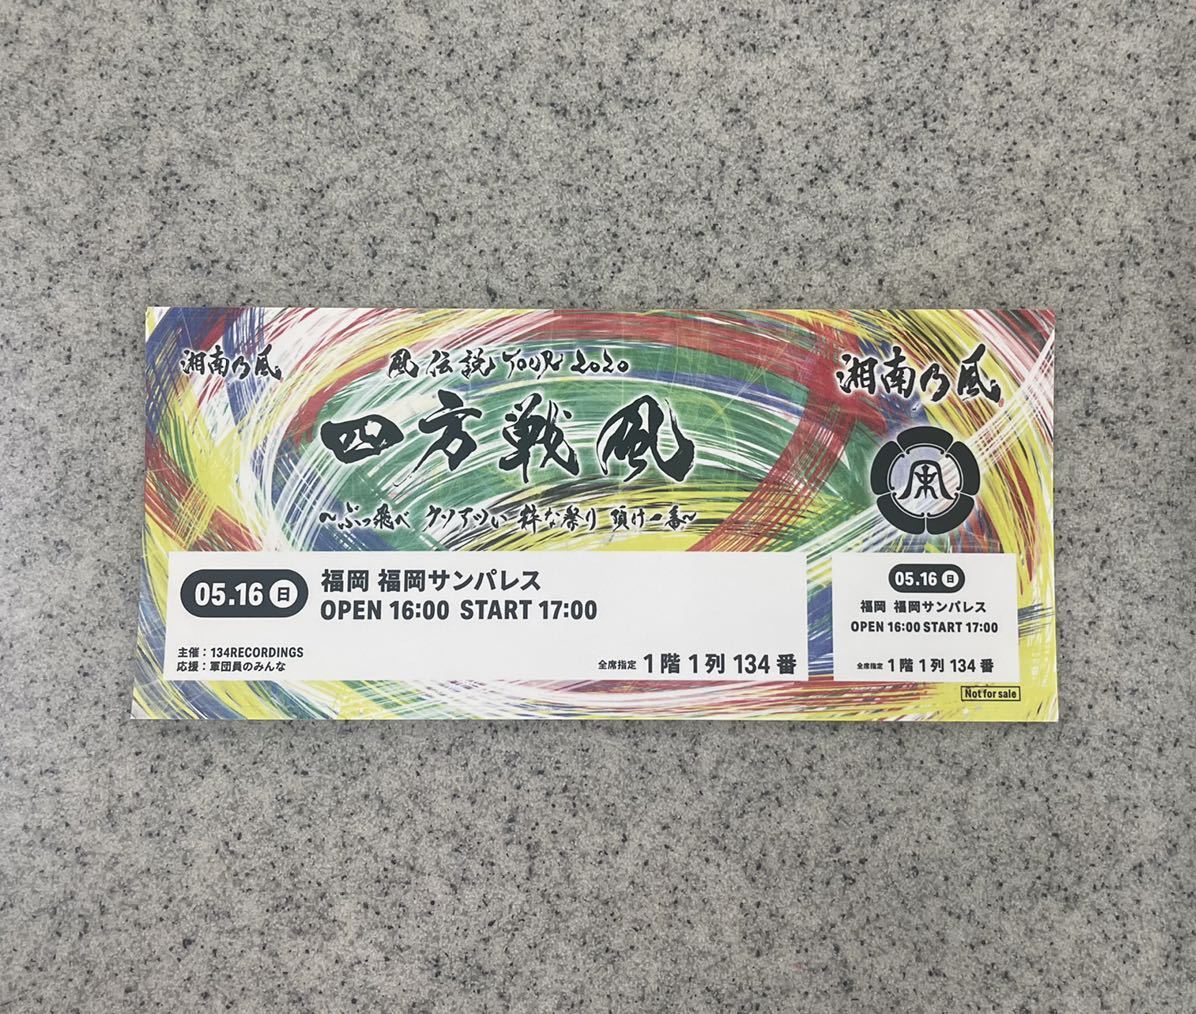 湘南乃風
風伝説 TOUR 2020
四方戦風
〜ぶっ飛べ クソアツい 粋な祭り 頂け一番〜
05.16 日
福岡 福岡サンパレス
OPEN 16:00 START 17:00
主催：134RECORDINGS
応援：軍団員のみんな
全席指定 1階 1列 134番
湘南乃風
風
05.16 日
福岡 福岡サンパレス
OPEN 16:00 START 17:00
全席指定 1階 1列 134番
Not for sale